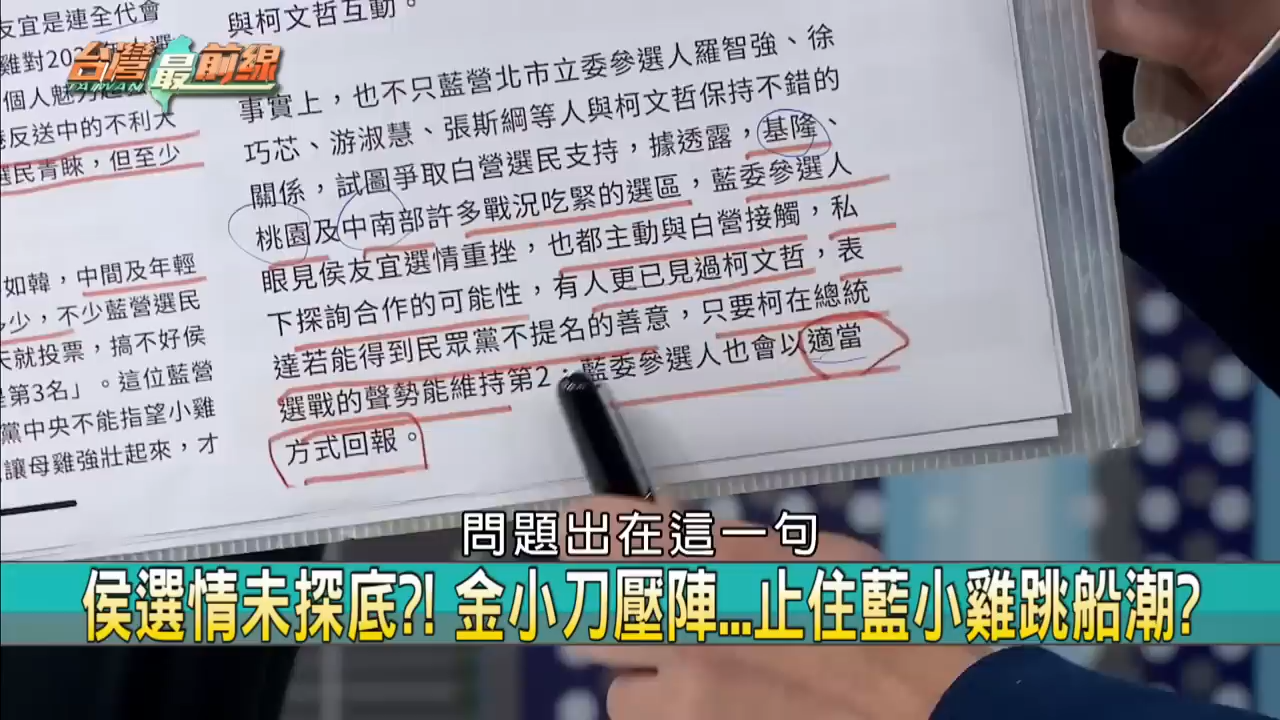 友宜是連全代會
雞對20
個人魅力
港反送中的不利大
選民青睞，但至少
如韓，中間及年輕
多少，不少藍營選民
天就投票，搞不好侯
是第3名」。這位藍營
黨中央不能指望小雞
讓母雞強壯起來，才
與柯文哲互動。
事實上，也不只藍營北市立委參選人羅智強、徐
巧芯、游淑慧、張斯綱等人與柯文哲保持不錯的
關係，試圖爭取白營選民支持，據透露，基隆、
桃園及中南部許多戰況吃緊的選區，藍委參選人
眼見侯友宜選情重挫，也都主動與白營接觸，私
下探詢合作的可能性，有人更已見過柯文哲，表
達若能得到民眾黨不提名的善意，只要柯在總統
選戰的聲勢能維持第2，藍委參選人也會以適當
方式回報。
台灣最前線
TAIWAN
問題出在這一句
侯選情未探底?! 金小刀壓陣...止住藍小雞跳船潮?